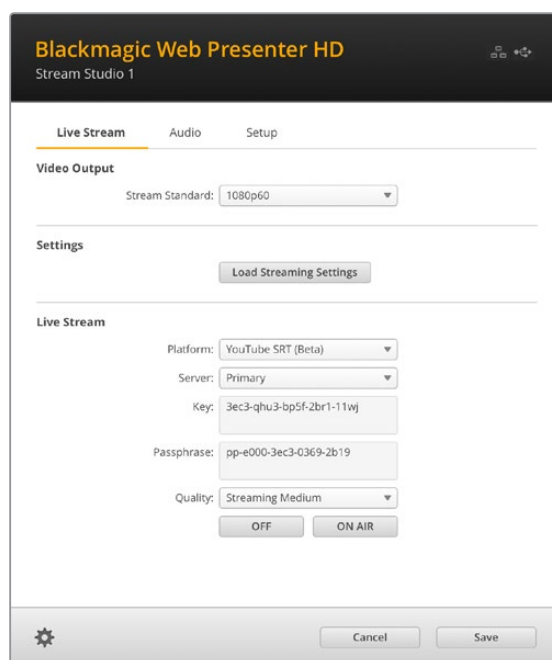 Blackmagic Web Presenter HD
Stream Studio 1
Live Stream Audio Setup
Video Output
Stream Standard: 1080p60
Settings
Load Streaming Settings
Live Stream
Platform: YouTube SRT (Beta)
Server: Primary
Key: 3ec3-qhu3-bp5f-2br1-11wj
Passphrase: pp-e000-3ec3-0369-2b19
Quality: Streaming Medium
OFF ON AIR
Cancel Save